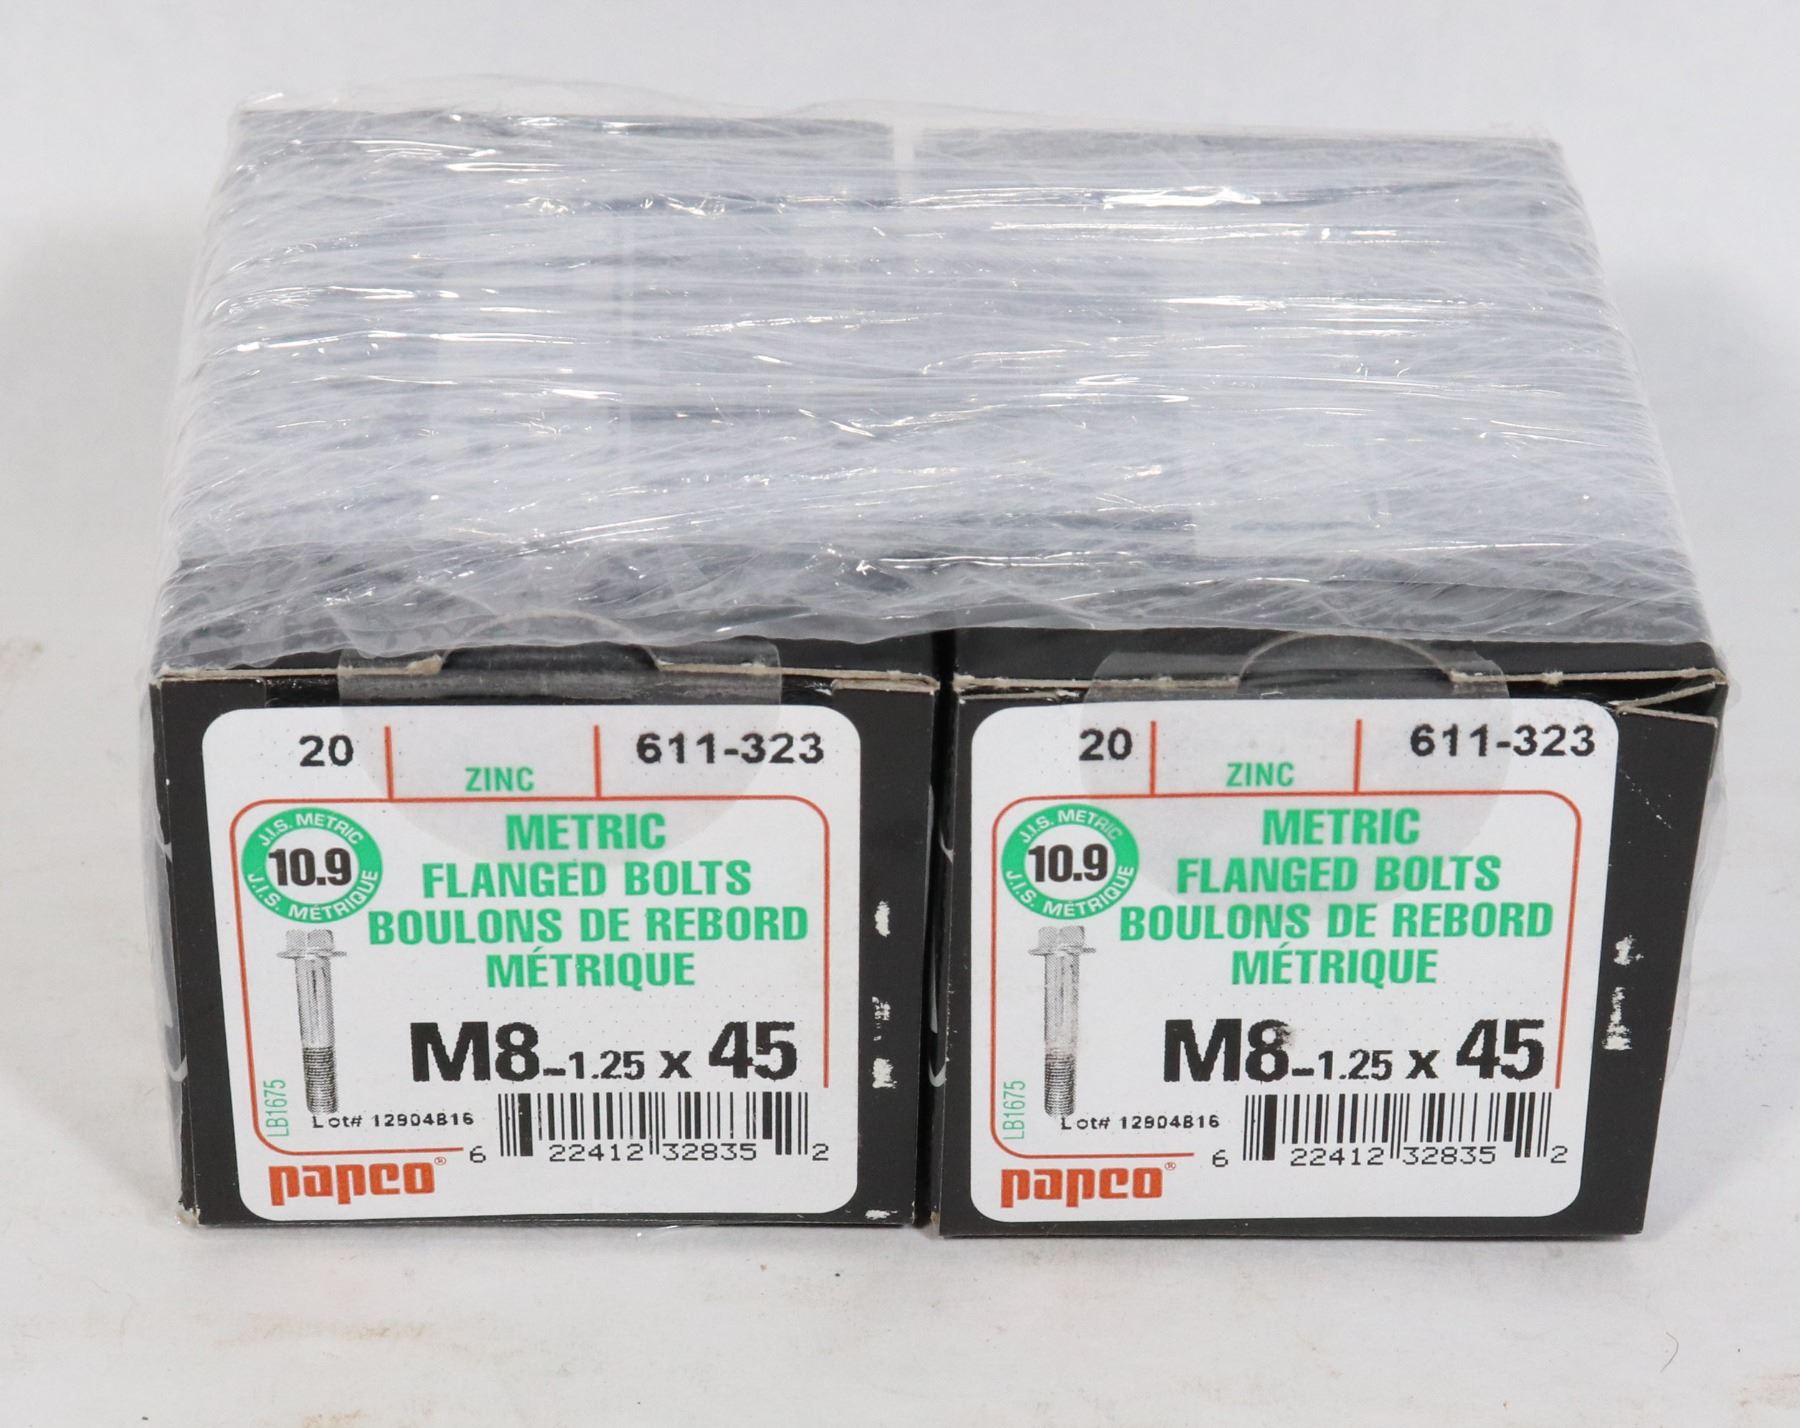 20 ZINC 611-323
J.I.S. METRIC
10.9
J.I.S. MÉTRIQUE
METRIC
FLANGED BOLTS
BOULONS DE REBORD
MÉTRIQUE
M8-1.25 x 45
LB1675
Lot# 12904816
6 22412 32835 2
papco®
20 ZINC 611-323
J.I.S. METRIC
10.9
J.I.S. MÉTRIQUE
METRIC
FLANGED BOLTS
BOULONS DE REBORD
MÉTRIQUE
M8-1.25 x 45
LB1675
Lot# 12904816
6 22412 32835 2
papco®